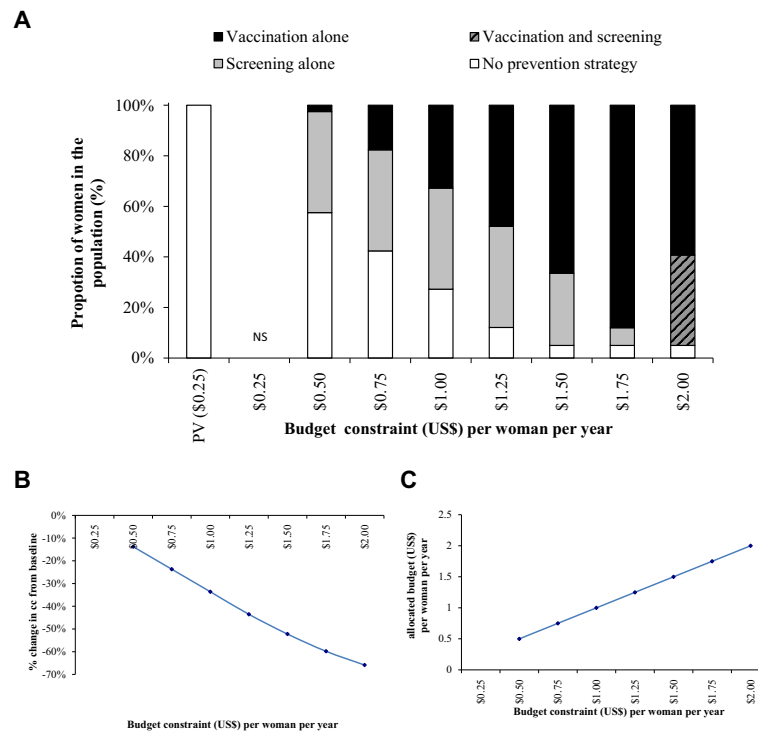 A
Vaccination alone
Vaccination and screening
Screening alone
No prevention strategy
Propotion of women in the
population (%)
100%
80%
60%
40%
20%
0%
NS
PV ($0.25)
$0.25
$0.50
$0.75
$1.00
$1.25
$1.50
$1.75
$2.00
Budget constraint (US$) per woman per year
B
% change in cc from baseline
0%
-10%
-20%
-30%
-40%
-50%
-60%
-70%
$0.25
$0.50
$0.75
$1.00
$1.25
$1.50
$1.75
$2.00
Budget constraint (US$) per woman per year
C
allocated budget (US$)
per woman per year
2.5
2
1.5
1
0.5
0
$0.25
$0.50
$0.75
$1.00
$1.25
$1.50
$1.75
$2.00
Budget constraint (US$) per woman per year